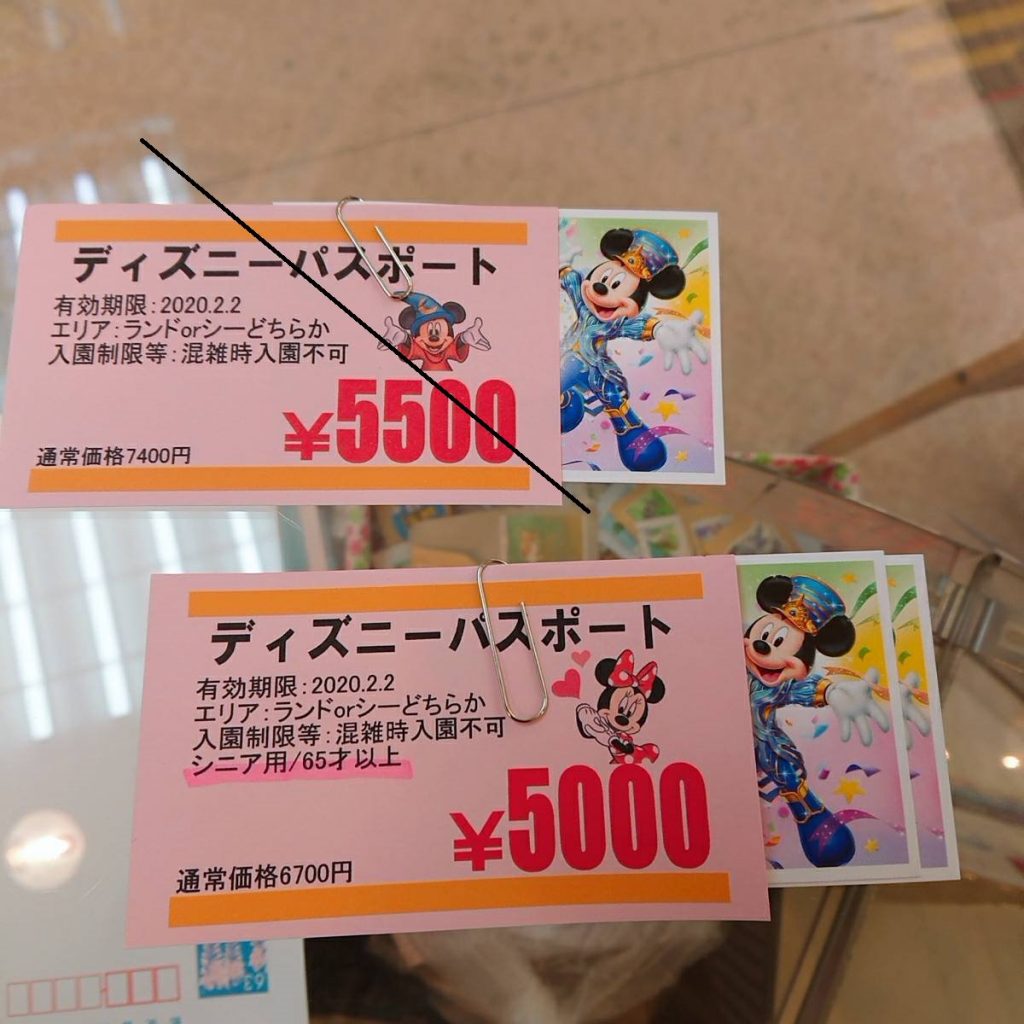 ディズニーパスポート
有効期限:2020.2.2
エリア:ランドorシーどちらか
入園制限等:混雑時入園不可
¥5500
通常価格7400円
ディズニーパスポート
有効期限:2020.2.2
エリア:ランドorシーどちらか
入園制限等:混雑時入園不可
シニア用/65才以上
¥5000
通常価格6700円
63